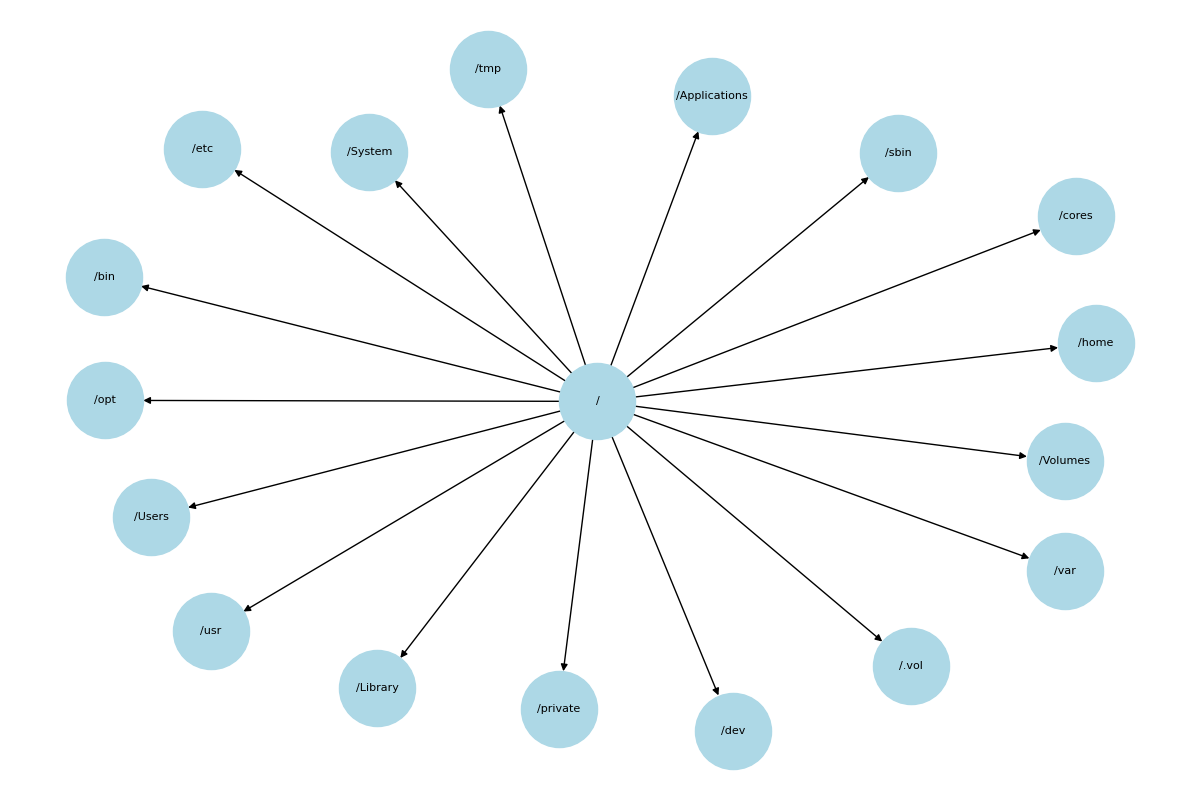 /tmp
/Applications
/etc
/System
/sbin
/cores
/bin
/home
/opt
/
/Volumes
/Users
/var
/usr
/.vol
/Library
/private
/dev